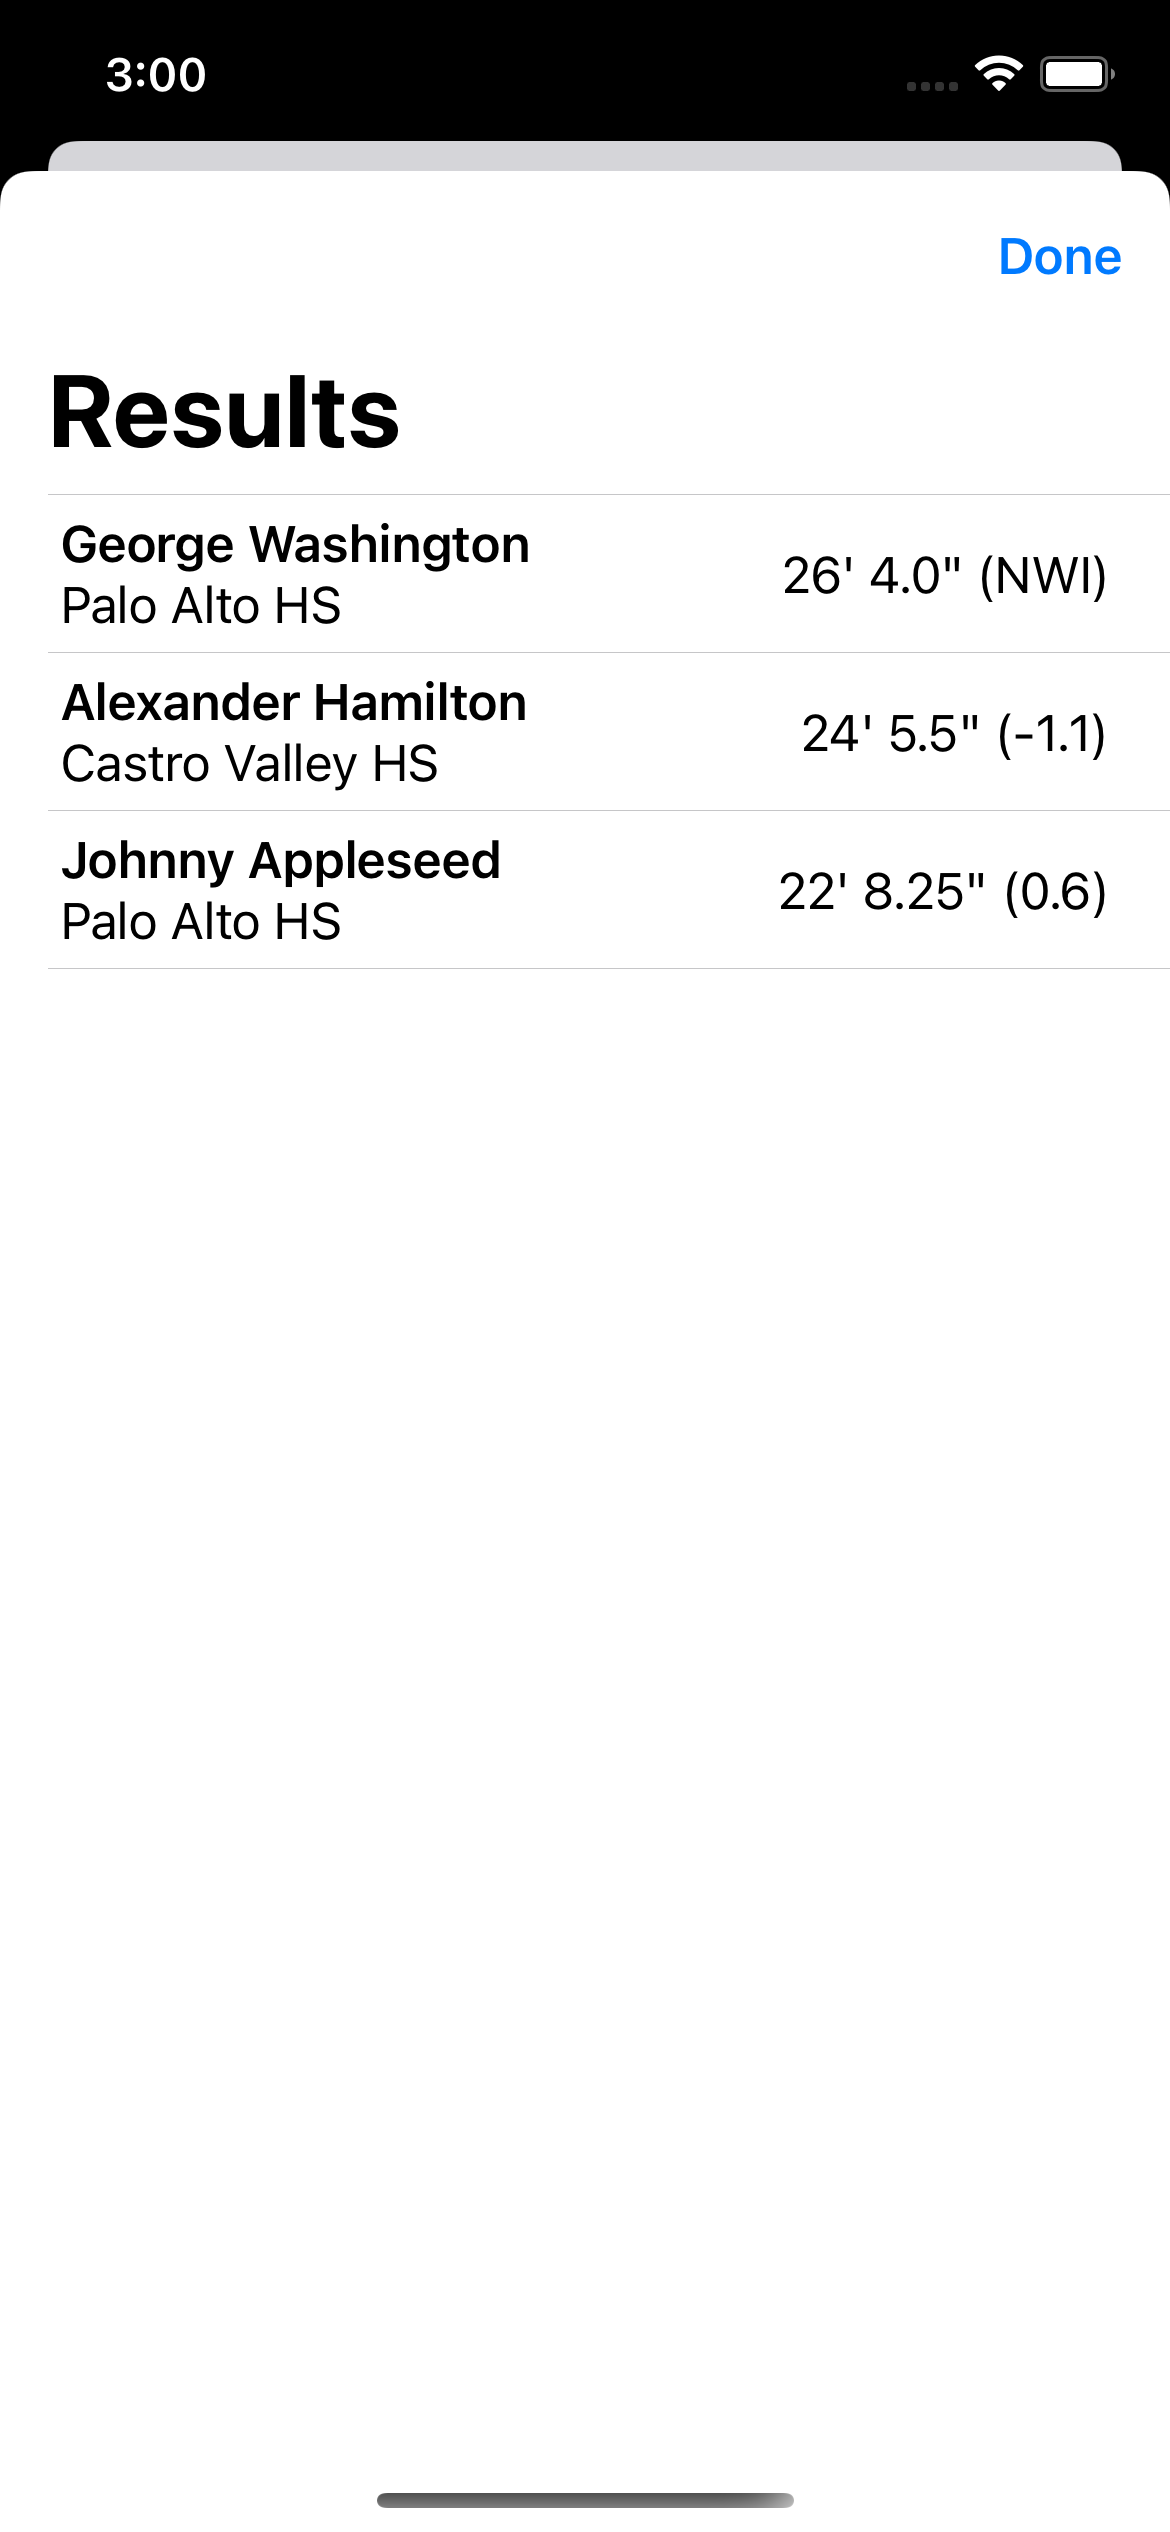 3:00
Done
Results
George Washington
Palo Alto HS
26' 4.0" (NWI)
Alexander Hamilton
Castro Valley HS
24' 5.5" (-1.1)
Johnny Appleseed
Palo Alto HS
22' 8.25" (0.6)